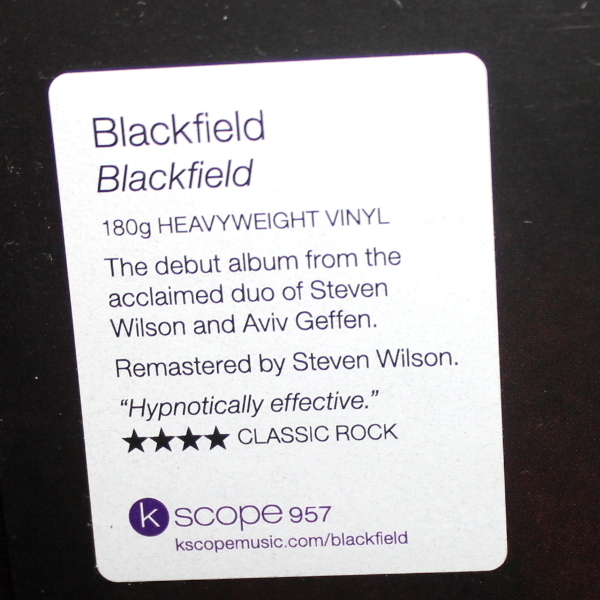 Blackfield
Blackfield
180g HEAVYWEIGHT VINYL
The debut album from the
acclaimed duo of Steven
Wilson and Aviv Geffen.
Remastered by Steven Wilson.
“Hypnotically effective.”
★★★★ CLASSIC ROCK
k scope 957
kscopemusic.com/blackfield